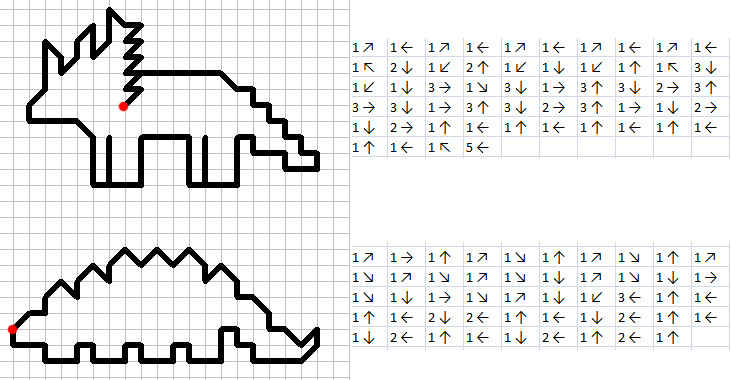 1↗ 1← 1↗ 1← 1↗ 1← 1↗ 1← 1↗ 1←
1↖ 2↓ 1↙ 2↑ 1↙ 1↓ 1↙ 1↑ 1↖ 3↓
1↙ 1↓ 3→ 1↘ 3↓ 1→ 3↑ 3↓ 2→ 3↑
3→ 3↓ 1→ 3↑ 3↓ 2→ 3↑ 1→ 1↓ 2→
1↓ 2→ 1↑ 1← 1↑ 1← 1↑ 1← 1↑ 1←
1↑ 1← 1↖ 5←
1↗ 1→ 1↑ 1↗ 1↘ 1↑ 1↗ 1↘ 1↑ 1↗
1↘ 1↗ 1↘ 1↗ 1↘ 1↓ 1↗ 1↘ 1↓ 1→
1↘ 1↓ 1→ 1↘ 1↗ 1↓ 1↙ 3← 1↑ 1←
1↑ 1← 2↓ 2← 1↑ 1← 1↓ 2← 1↑ 1←
1↓ 2← 1↑ 1← 1↓ 2← 1↑ 2← 1↑